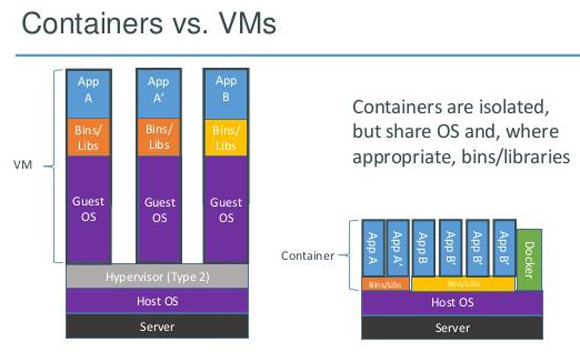 Containers vs. VMs
App
A
App
A'
App
B
Bins/
Libs
Bins/
Libs
Bins/
Libs
VM
Guest
OS
Guest
OS
Guest
OS
Hypervisor (Type 2)
Host OS
Server
Containers are isolated,
but share OS and, where
appropriate, bins/libraries
Container
App A
App A'
App B
App B'
App B'
App B'
Docker
Bins/Libs
Bins/Libs
Host OS
Server